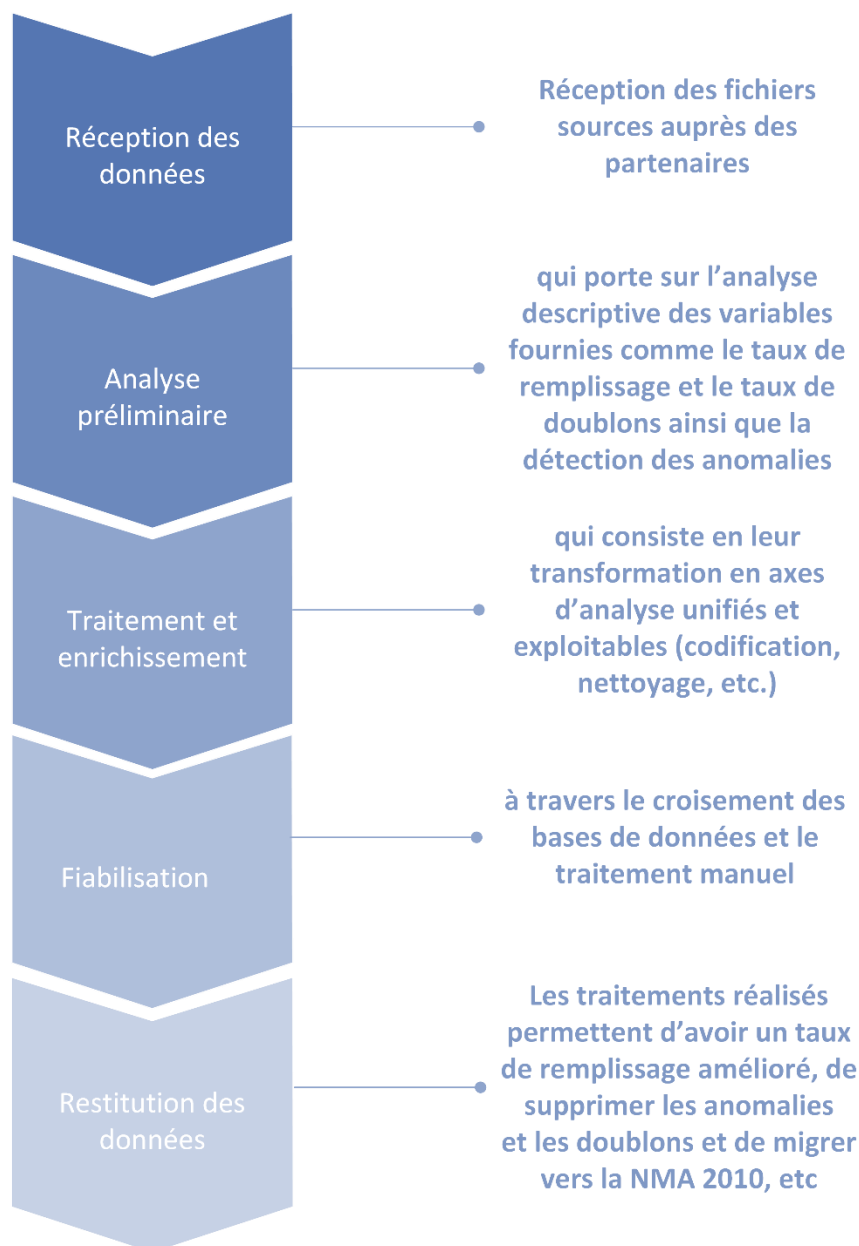 Réception des
données
Réception des fichiers
sources auprès des
partenaires
Analyse
préliminaire
qui porte sur l’analyse
descriptive des variables
fournies comme le taux de
remplissage et le taux de
doublons ainsi que la
détection des anomalies
Traitement et
enrichissement
qui consiste en leur
transformation en axes
d’analyse unifiés et
exploitables (codification,
nettoyage, etc.)
Fiabilisation
à travers le croisement des
bases de données et le
traitement manuel
Restitution des
données
Les traitements réalisés
permettent d’avoir un taux
de remplissage amélioré, de
supprimer les anomalies
et les doublons et de migrer
vers la NMA 2010, etc